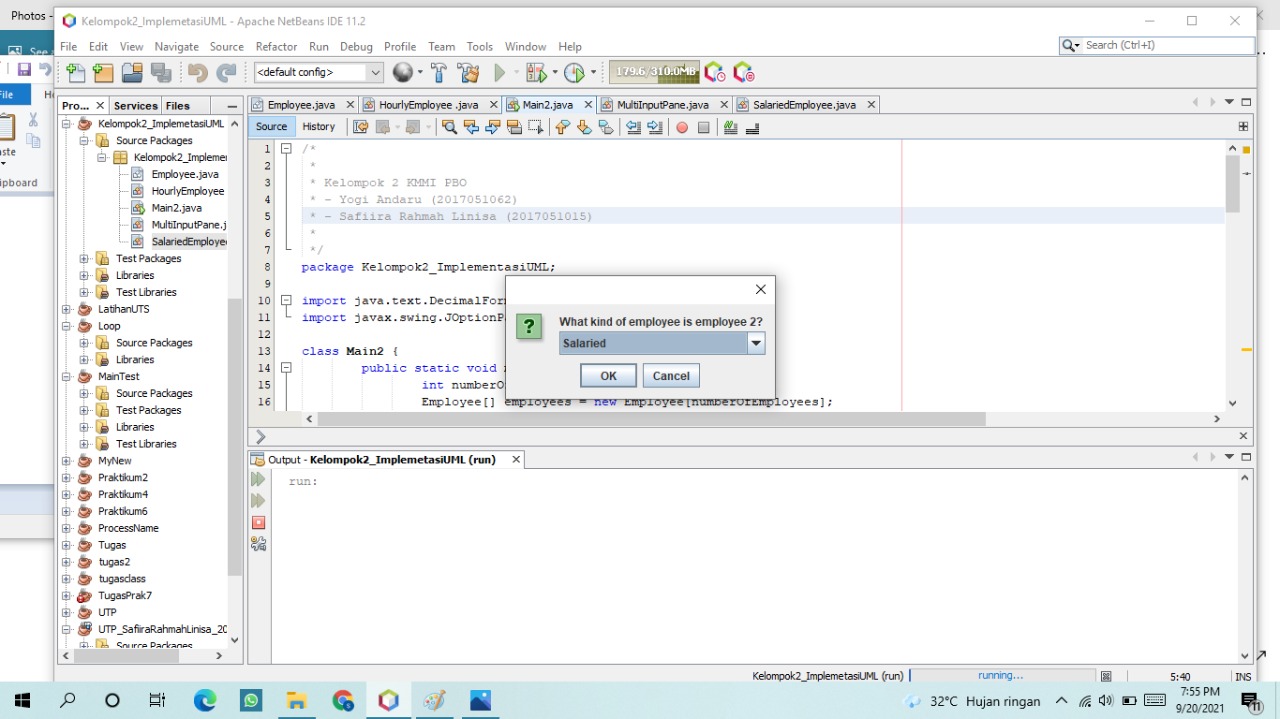 Photos -
Kelompok2_ImplemetasiUML - Apache NetBeans IDE 11.2
File Edit View Navigate Source Refactor Run Debug Profile Team Tools Window Help
Search (Ctrl+I)
See a
<default config>
179.6/310.0MB
File
Pro... Services Files
Employee.java HourlyEmployee .java Main2.java MultiInputPane.java SalariedEmployee.java
Source History
Kelompok2_ImplemetasiUML
Source Packages
Kelompok2_Implemer
Employee.java
HourlyEmployee
Main2.java
MultiInputPane.j
SalariedEmployee
Test Packages
Libraries
Test Libraries
LatihanUTS
Loop
Source Packages
Libraries
MainTest
Source Packages
Test Packages
Libraries
Test Libraries
MyNew
Praktikum2
Praktikum4
Praktikum6
ProcessName
Tugas
tugas2
tugasclass
TugasPrak7
UTP
UTP_SafiiraRahmahLinisa_20
Source Packages
aste
ipboard
1 /*
2 *
3 * Kelompok 2 KMMI PBO
4 * - Yogi Andaru (2017051062)
5 * - Safiira Rahmah Linisa (2017051015)
6 *
7 */
8 package Kelompok2_ImplementasiUML;
9
10 import java.text.DecimalFor
11 import javax.swing.JOptionP
12
13 class Main2 {
14 public static void
15 int numberO
16 Employee[] employees = new Employee[numberOfEmployees];
What kind of employee is employee 2?
Salaried
OK Cancel
Output - Kelompok2_ImplemetasiUML (run)
run:
Kelompok2_ImplemetasiUML (run) running... 5:40 INS
32°C Hujan ringan
7:55 PM
9/20/2021
11